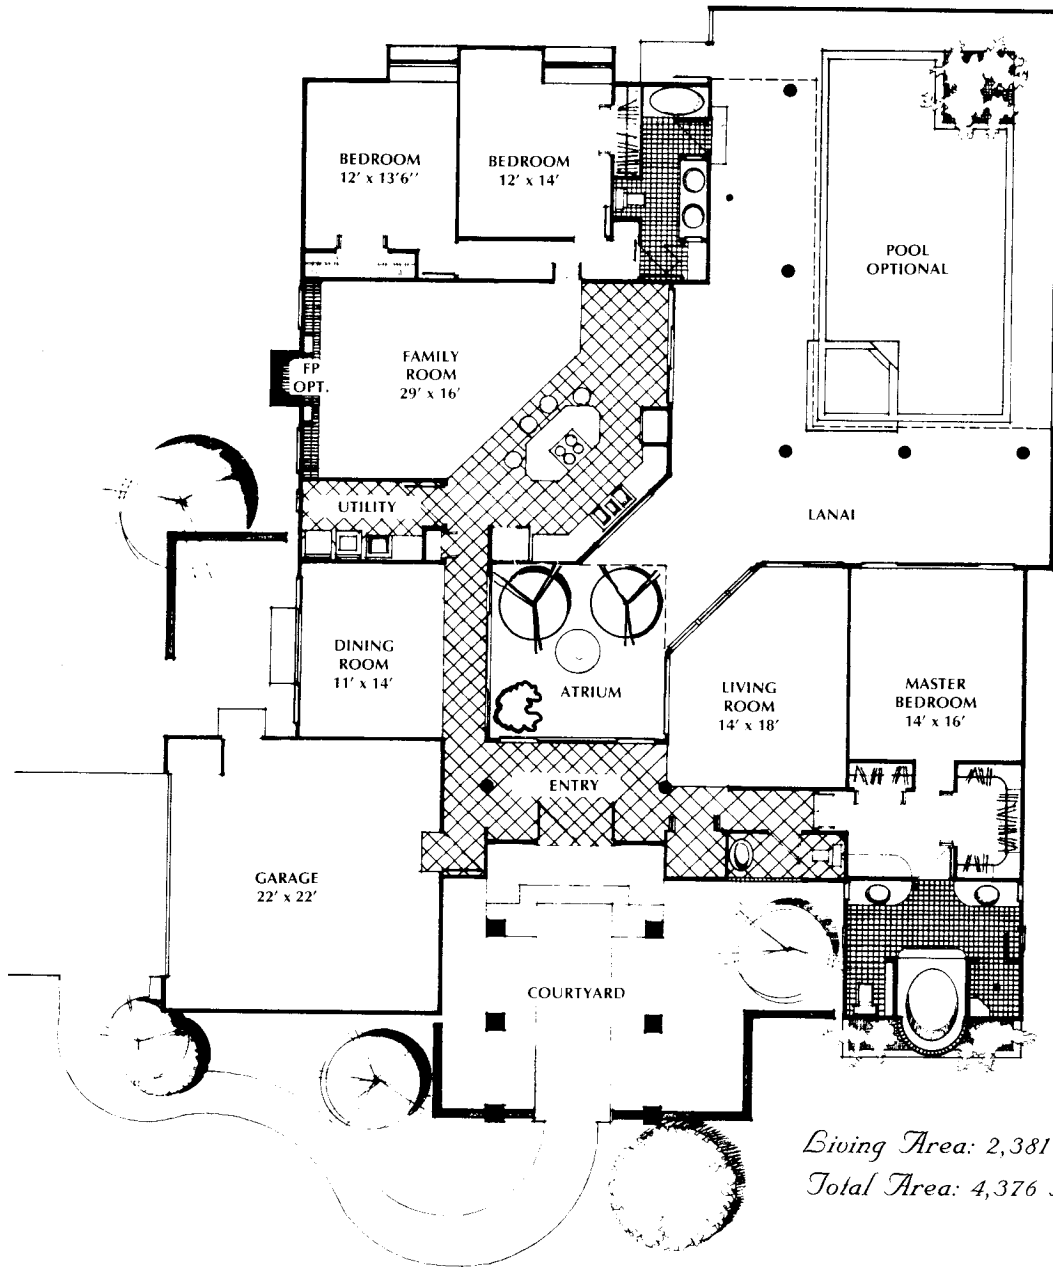 BEDROOM
12' x 13'6''
BEDROOM
12' x 14'
POOL
OPTIONAL
FAMILY
ROOM
29' x 16'
FP
OPT.
UTILITY
LANAI
DINING
ROOM
11' x 14'
ATRIUM
LIVING
ROOM
14' x 18'
MASTER
BEDROOM
14' x 16'
ENTRY
GARAGE
22' x 22'
COURTYARD
Living Area: 2,381
Total Area: 4,376